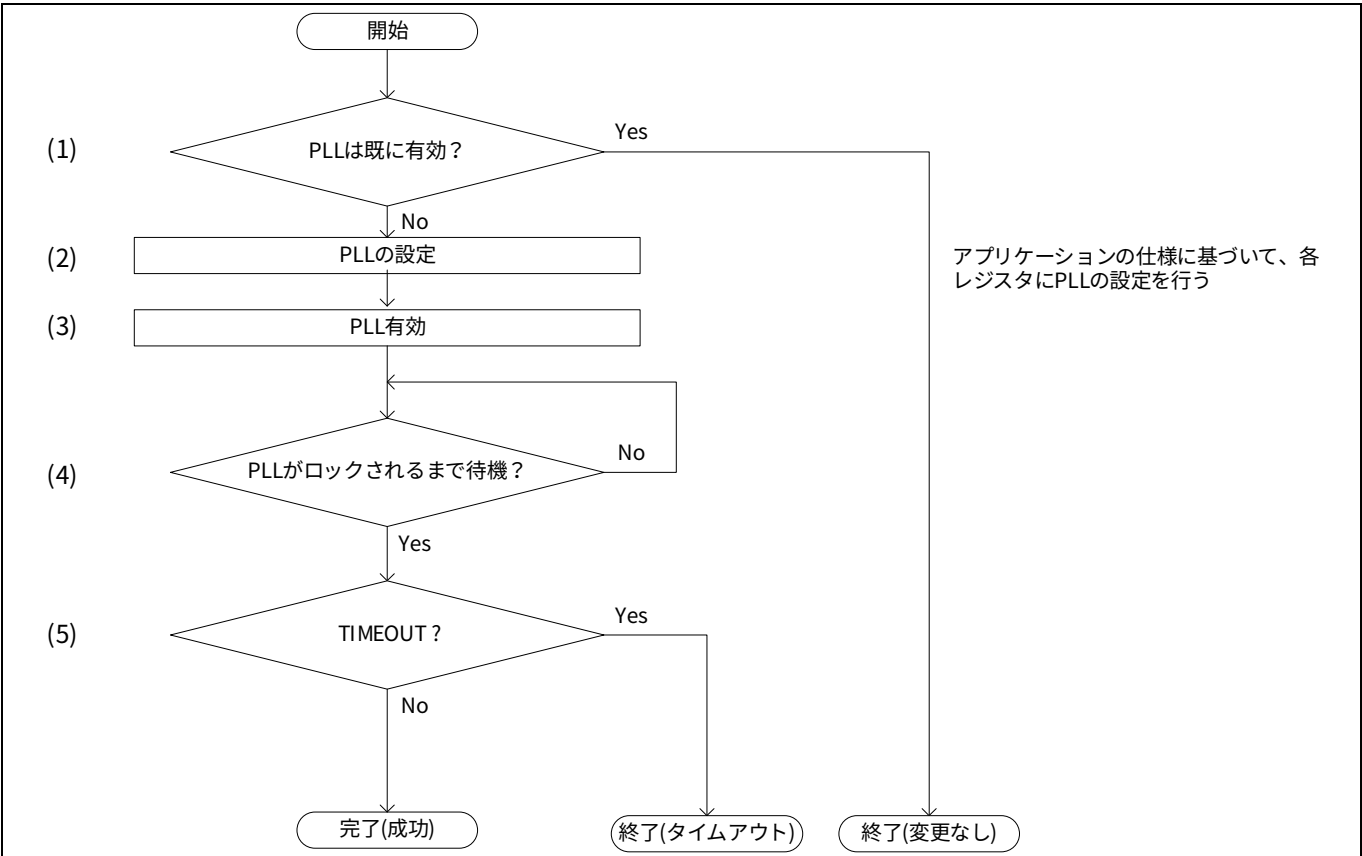 開始
(1)
PLLは既に有効？
Yes
No
(2)
PLLの設定
アプリケーションの仕様に基づいて、各
レジスタにPLLの設定を行う
(3)
PLL有効
(4)
PLLがロックされるまで待機？
No
Yes
(5)
TIMEOUT？
Yes
No
完了(成功)
終了(タイムアウト)
終了(変更なし)